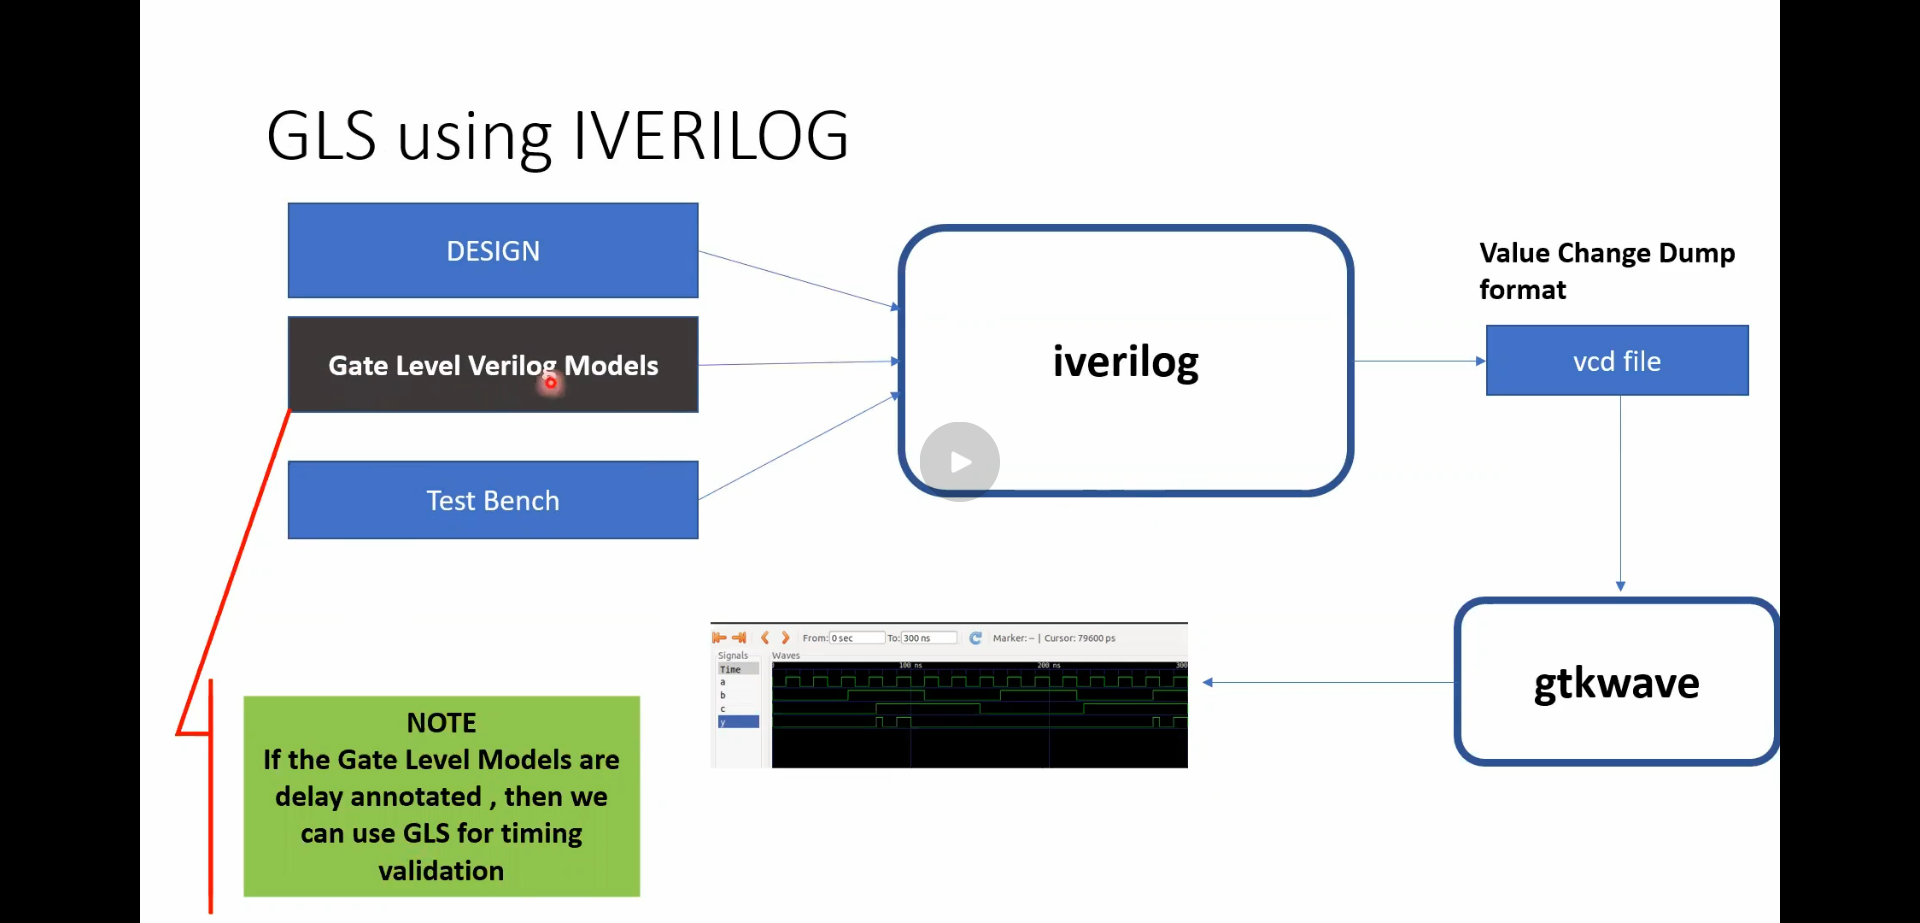 GLS using IVERILOG
DESIGN
Gate Level Verilog Models
Test Bench
iverilog
Value Change Dump
format
vcd file
gtkwave
From: 0 sec To: 300 ns Marker: -- | Cursor: 79600 ps
Signals Waves
Time 100 ns 200 ns 300
a
b
c
y
NOTE
If the Gate Level Models are
delay annotated , then we
can use GLS for timing
validation